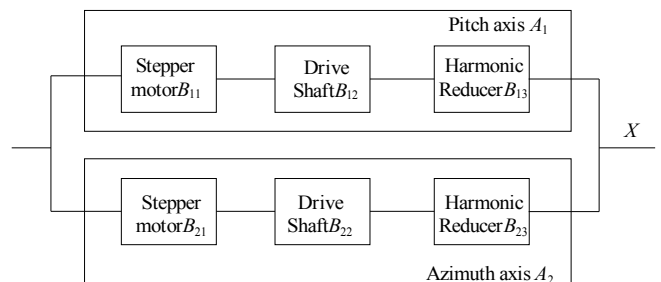 Pitch axis A₁
Stepper
motorB₁₁
Drive
ShaftB₁₂
Harmonic
ReducerB₁₃
X
Stepper
motorB₂₁
Drive
ShaftB₂₂
Harmonic
ReducerB₂₃
Azimuth axis A₂